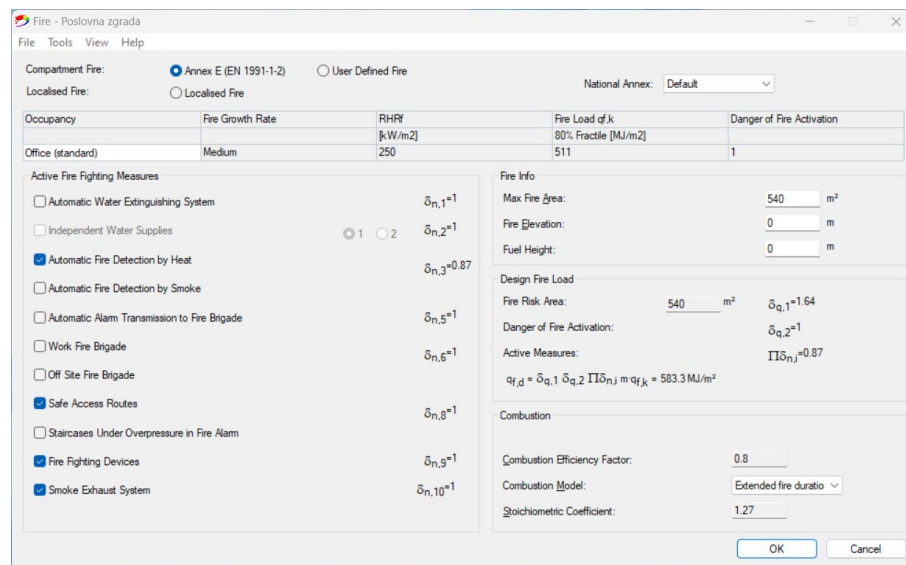 Fire - Poslovna zgrada
File Tools View Help
Compartment Fire: Annex E (EN 1991-1-2) User Defined Fire
Localised Fire: Localised Fire
National Annex: Default
Occupancy Fire Growth Rate RHRf Fire Load qf,k Danger of Fire Activation
[kW/m2] 80% Fractile [MJ/m2]
Office (standard) Medium 250 511 1
Active Fire Fighting Measures
Automatic Water Extinguishing System δn,1=1
Independent Water Supplies 1 2 δn,2=1
Automatic Fire Detection by Heat
δn,3=0.87
Automatic Fire Detection by Smoke
Automatic Alarm Transmission to Fire Brigade δn,5=1
Work Fire Brigade
δn,6=1
Off Site Fire Brigade
Safe Access Routes
δn,8=1
Staircases Under Overpressure in Fire Alarm
Fire Fighting Devices δn,9=1
Smoke Exhaust System δn,10=1
Fire Info
Max Fire Area: 540 m²
Fire Elevation: 0 m
Fuel Height: 0 m
Design Fire Load
Fire Risk Area: 540 m² δq,1=1.64
Danger of Fire Activation: δq,2=1
Active Measures: Πδn,i=0.87
qf,d = δq,1 δq,2 Πδn,i m·qf,k = 583.3 MJ/m²
Combustion
Combustion Efficiency Factor: 0.8
Combustion Model: Extended fire duratio
Stoichiometric Coefficient: 1.27
OK Cancel